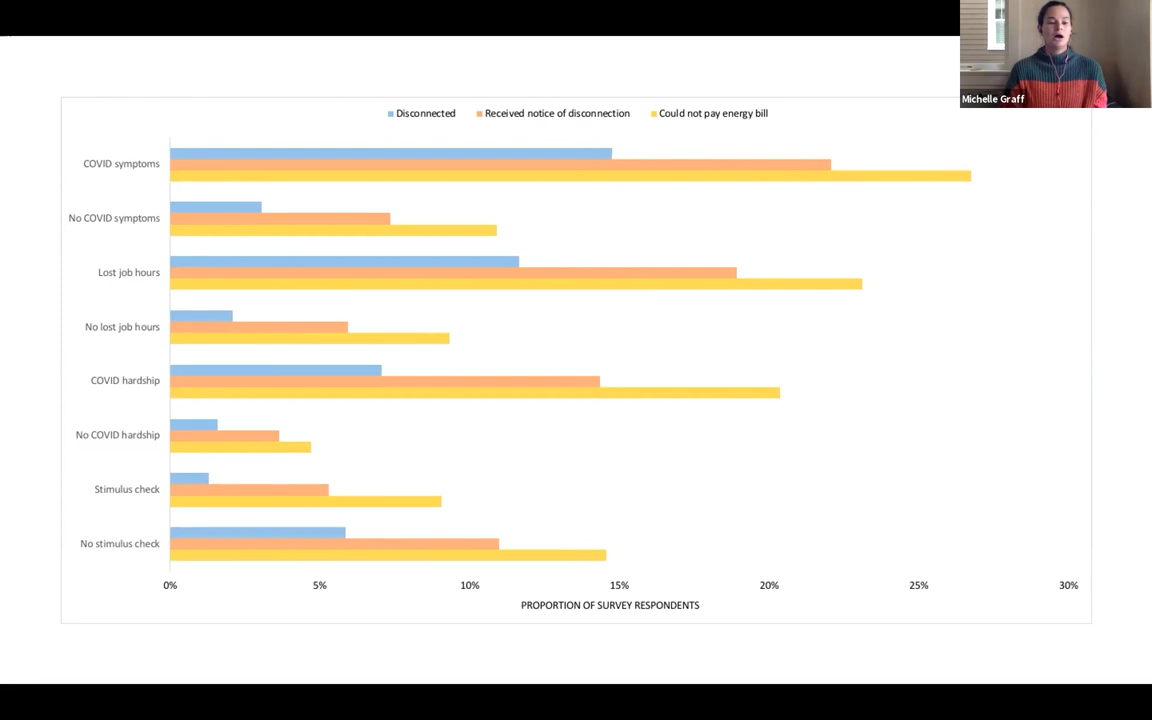 Michelle Graff
Disconnected Received notice of disconnection Could not pay energy bill
COVID symptoms
No COVID symptoms
Lost job hours
No lost job hours
COVID hardship
No COVID hardship
Stimulus check
No stimulus check
0% 5% 10% 15% 20% 25% 30%
PROPORTION OF SURVEY RESPONDENTS